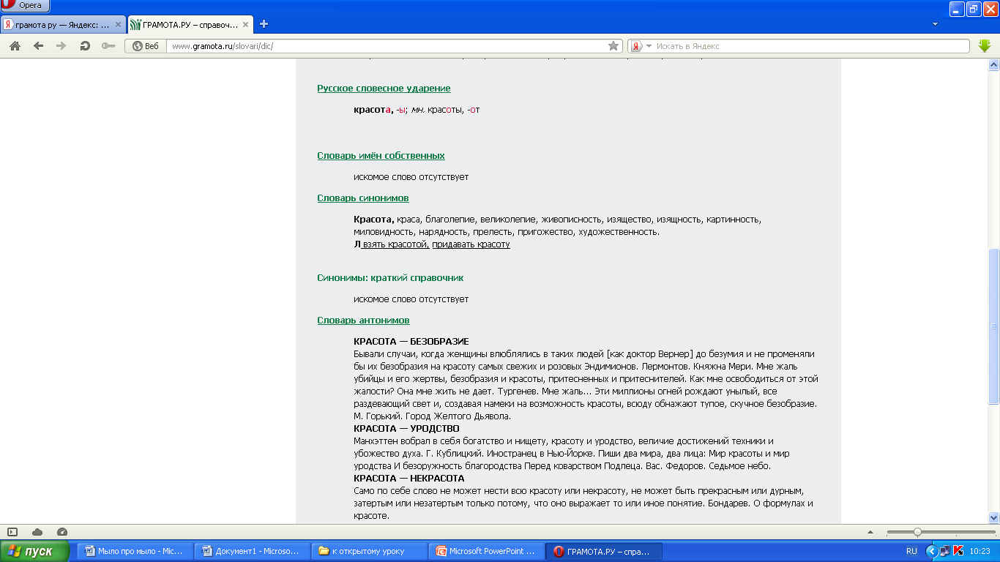 Opera
грамота ру — Яндекс: ...
ГРАМОТА.РУ – справоч...
Веб
www.gramota.ru/slovari/dic/
Искать в Яндекс
Русское словесное ударение
красота, -ы; мн. красоты, -от
Словарь имён собственных
искомое слово отсутствует
Словарь синонимов
Красота, краса, благолепие, великолепие, живописность, изящество, изящность, картинность,
миловидность, нарядность, прелесть, пригожество, художественность.
Л взять красотой, придавать красоту
Синонимы: краткий справочник
искомое слово отсутствует
Словарь антонимов
КРАСОТА — БЕЗОБРАЗИЕ
Бывали случаи, когда женщины влюблялись в таких людей [как доктор Вернер] до безумия и не променяли
бы их безобразия на красоту самых свежих и розовых Эндимионов. Лермонтов. Княжна Мери. Мне жаль
убийцы и его жертвы, безобразия и красоты, притесненных и притеснителей. Как мне освободиться от этой
жалости? Она мне жить не дает. Тургенев. Мне жаль... Эти миллионы огней рождают унылый, все
раздевающий свет и, создавая намеки на возможность красоты, всюду обнажают тупое, скучное безобразие.
М. Горький. Город Желтого Дьявола.
КРАСОТА — УРОДСТВО
Манхэттен вобрал в себя богатство и нищету, красоту и уродство, величие достижений техники и
убожество духа. Г. Кублицкий. Иностранец в Нью-Йорке. Пиши два мира, два лица: Мир красоты и мир
уродства И безоружность благородства Перед коварством Подлеца. Вас. Федоров. Седьмое небо.
КРАСОТА — НЕКРАСОТА
Само по себе слово не может нести всю красоту или некрасоту, не может быть прекрасным или дурным,
затертым или незатертым только потому, что оно выражает то или иное понятие. Бондарев. О формулах и
красоте.
пуск
Мыло про мыло - Mic...
Документ1 - Microso...
к открытому уроку
Microsoft PowerPoint ...
ГРАМОТА.РУ – спра...
RU
10:23